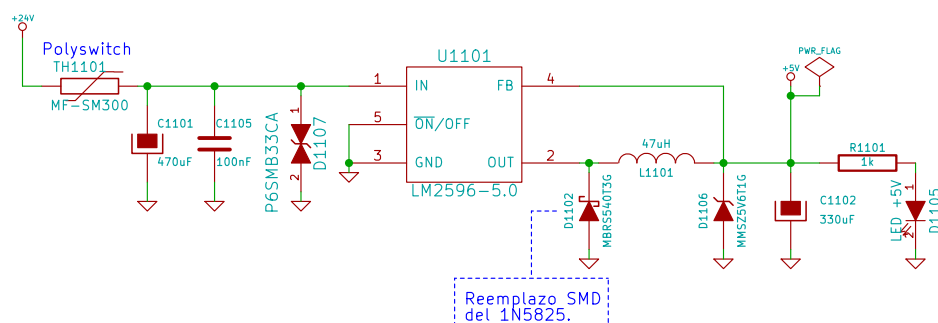 +24V
Polyswitch
TH1101
MF-SM300
C1101
470uF
C1105
100nF
P6SMB33CA
D1107
1
2
U1101
LM2596-5.0
1
IN
5
ON/OFF
3
GND
FB
4
OUT
2
47uH
L1101
D1102
MBRS540T3G
D1106
MMSZ5V6T1G
PWR_FLAG
+5V
C1102
330uF
R1101
1k
LED +5V
1
2
D1105
Reemplazo SMD
del 1N5825.